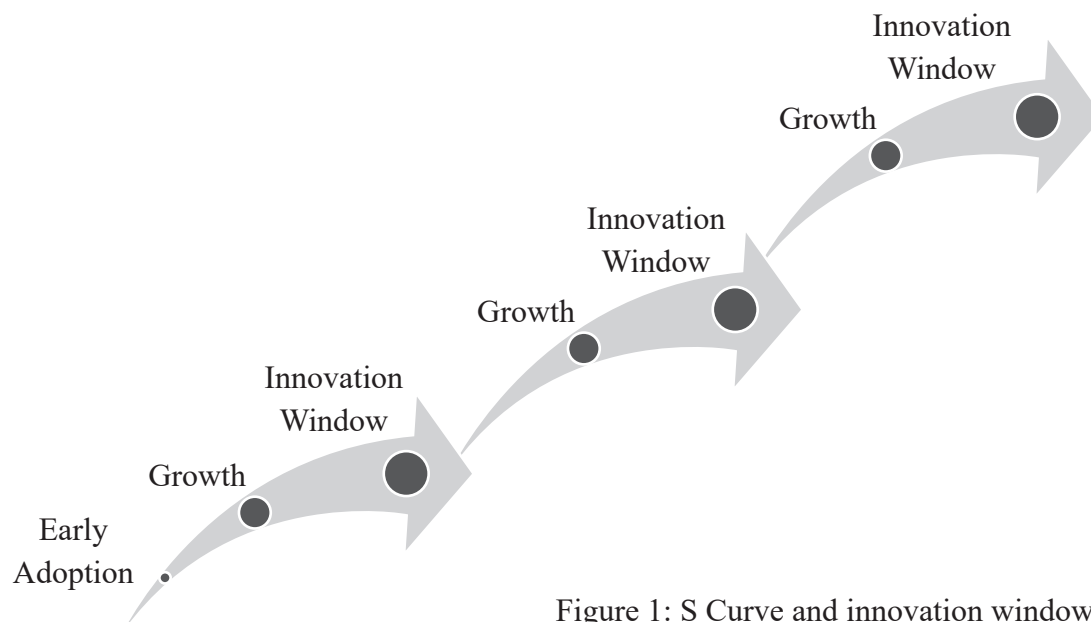 Innovation
Window
Growth
Innovation
Window
Growth
Innovation
Window
Growth
Early
Adoption
Figure 1: S Curve and innovation window